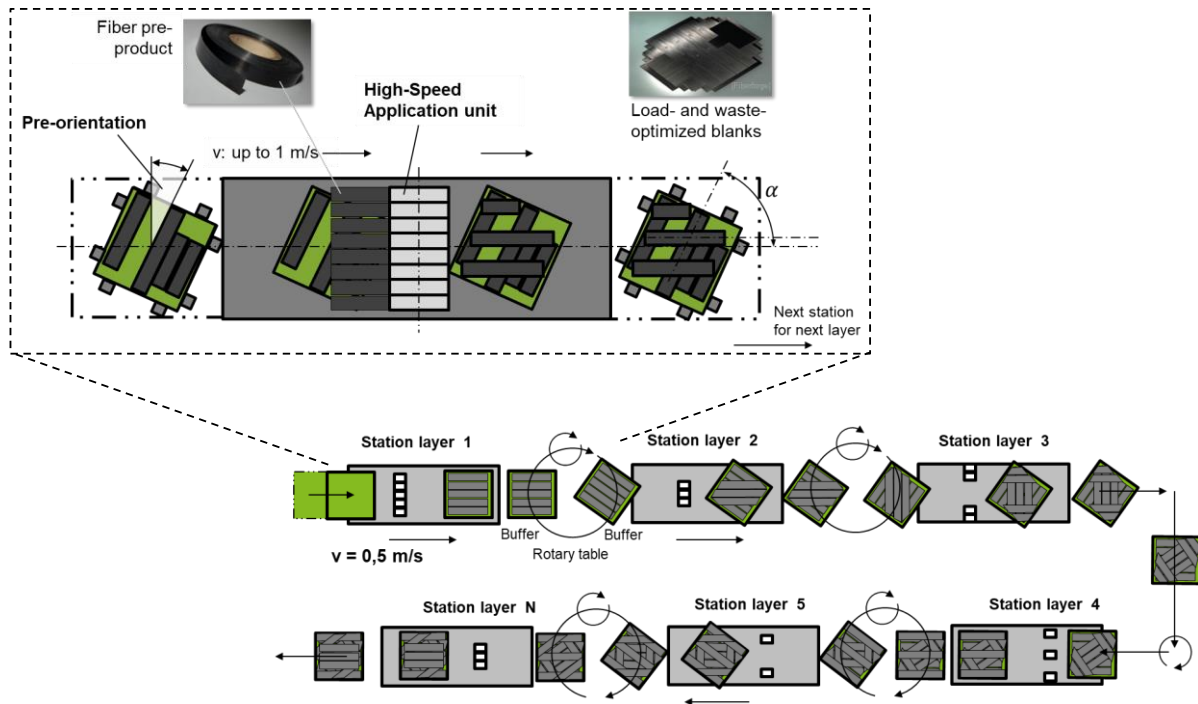 Fiber pre-
product
High-Speed
Application unit
Load- and waste-
optimized blanks
Pre-orientation
v: up to 1 m/s
α
Next station
for next layer
Station layer 1
Station layer 2
Station layer 3
Buffer
Buffer
Rotary table
v = 0,5 m/s
Station layer N
Station layer 5
Station layer 4